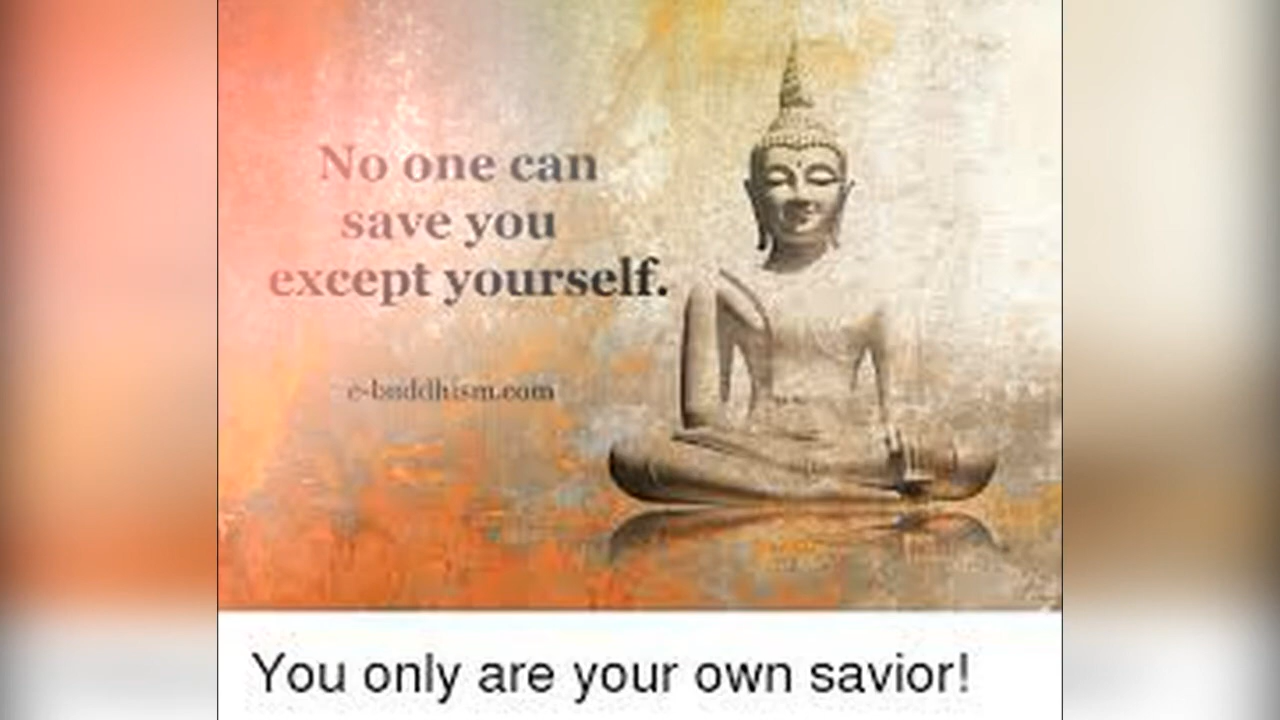 No one can
save you
except yourself.
e-buddhism.com
You only are your own savior!